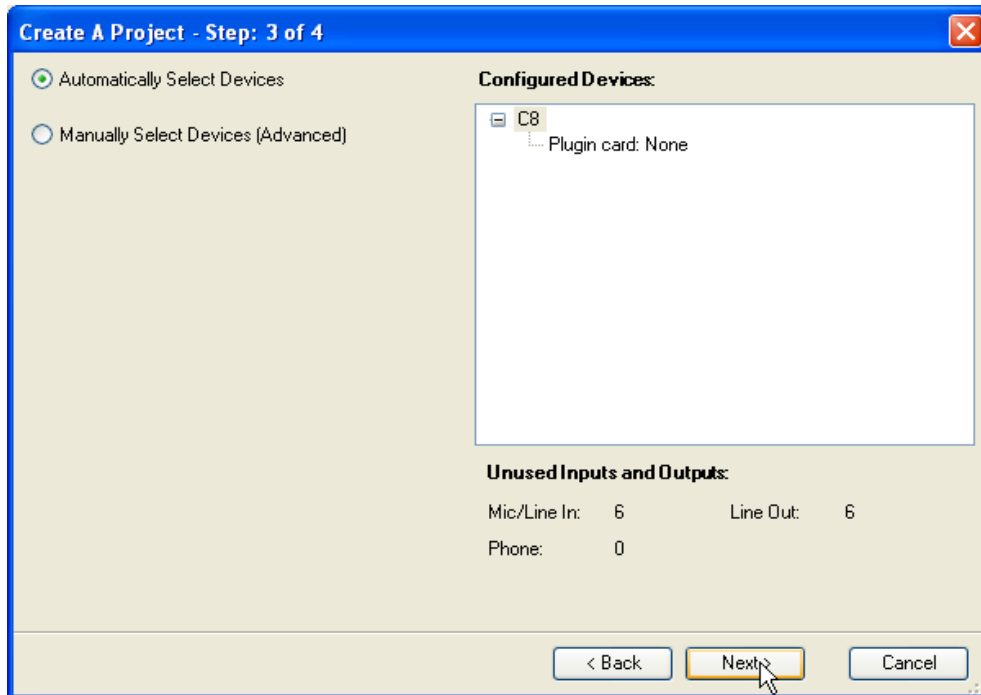 Create A Project - Step: 3 of 4
Automatically Select Devices
Manually Select Devices (Advanced)
Configured Devices:
C8
Plugin card: None
Unused Inputs and Outputs:
Mic/Line In: 6 Line Out: 6
Phone: 0
< Back Next > Cancel